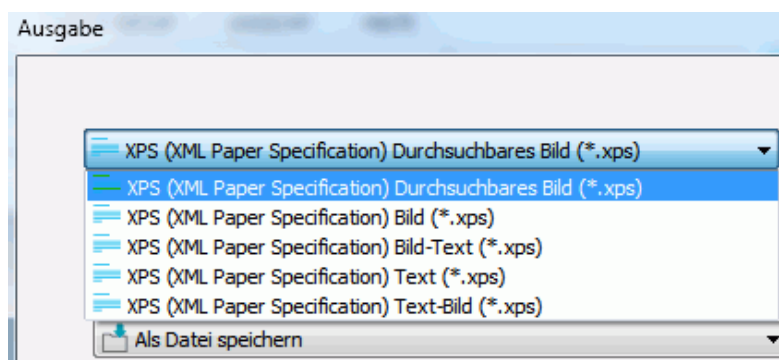 Ausgabe
XPS (XML Paper Specification) Durchsuchbares Bild (*.xps)
XPS (XML Paper Specification) Durchsuchbares Bild (*.xps)
XPS (XML Paper Specification) Bild (*.xps)
XPS (XML Paper Specification) Bild-Text (*.xps)
XPS (XML Paper Specification) Text (*.xps)
XPS (XML Paper Specification) Text-Bild (*.xps)
Als Datei speichern